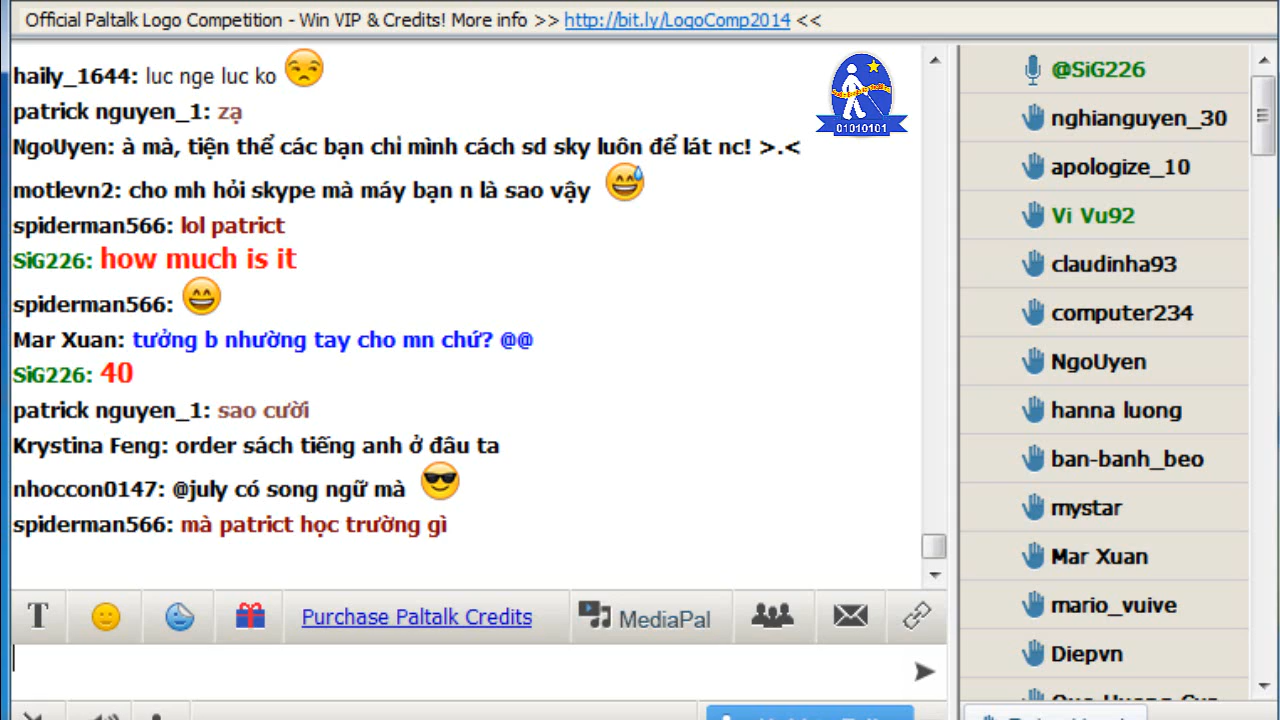 Official Paltalk Logo Competition - Win VIP & Credits! More info >> http://bit.ly/LogoComp2014 <<
haily_1644: luc nge luc ko
patrick nguyen_1: zạ
NgoUyen: à mà, tiện thể các bạn chỉ mình cách sd sky luôn để lát nc! >.<
motlevn2: cho mh hỏi skype mà máy bạn n là sao vậy
spiderman566: lol patrict
SiG226: how much is it
spiderman566:
Mar Xuan: tưởng b nhường tay cho mn chứ? @@
SiG226: 40
patrick nguyen_1: sao cười
Krystina Feng: order sách tiếng anh ở đâu ta
nhoccon0147: @july có song ngữ mà
spiderman566: mà patrict học trường gì
01010101
T
Purchase Paltalk Credits
MediaPal
@SiG226
nghianguyen_30
apologize_10
Vi Vu92
claudinha93
computer234
NgoUyen
hanna luong
ban-banh_beo
mystar
Mar Xuan
mario_vuive
Diepvn